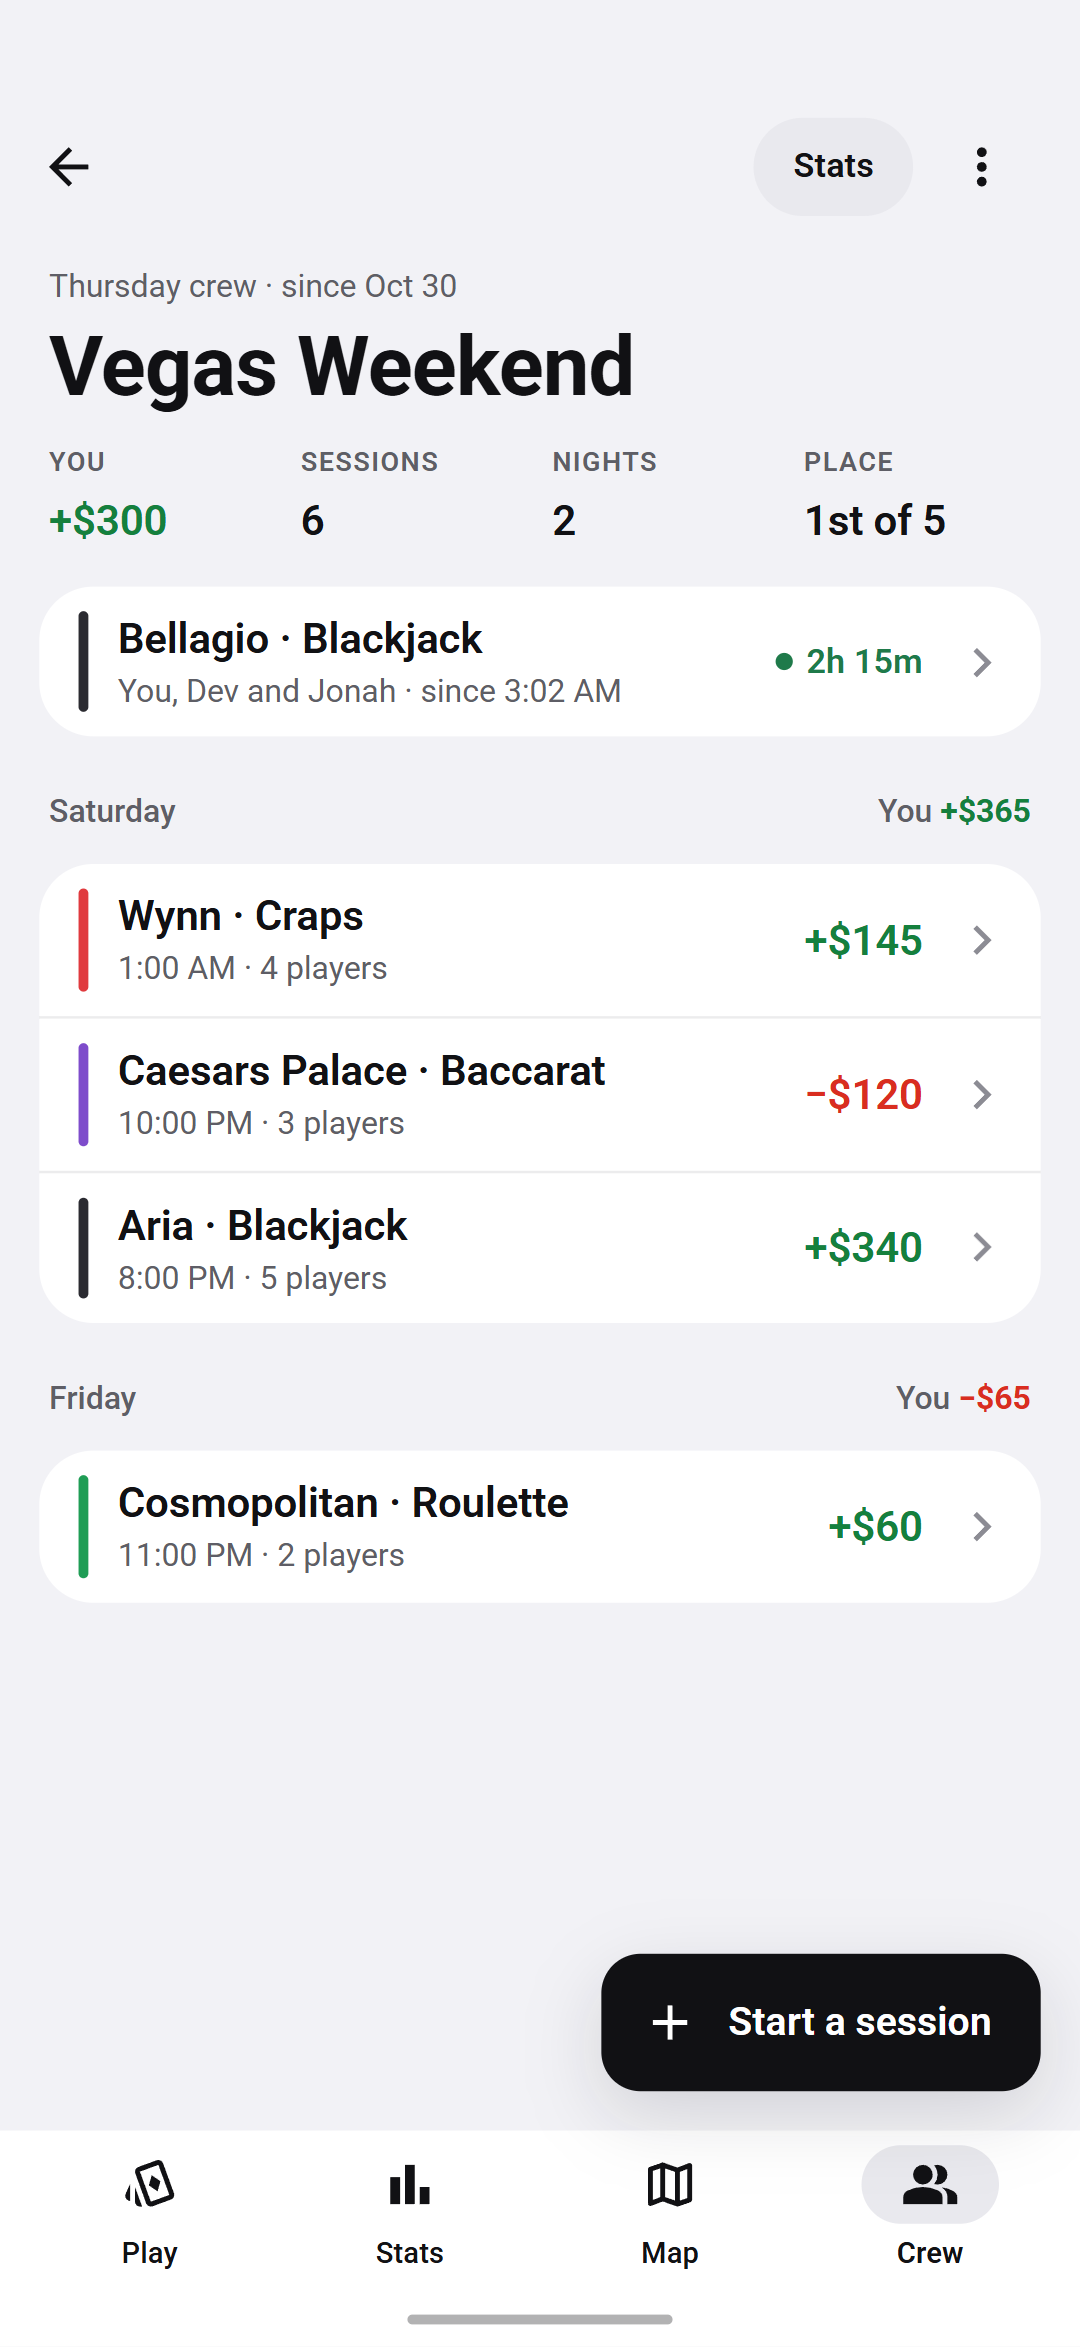 Stats
Thursday crew · since Oct 30
Vegas Weekend
YOU SESSIONS NIGHTS PLACE
+$300 6 2 1st of 5
Bellagio · Blackjack
You, Dev and Jonah · since 3:02 AM
2h 15m
Saturday You +$365
Wynn · Craps
1:00 AM · 4 players
+$145
Caesars Palace · Baccarat
10:00 PM · 3 players
−$120
Aria · Blackjack
8:00 PM · 5 players
+$340
Friday You −$65
Cosmopolitan · Roulette
11:00 PM · 2 players
+$60
Start a session
Play Stats Map Crew